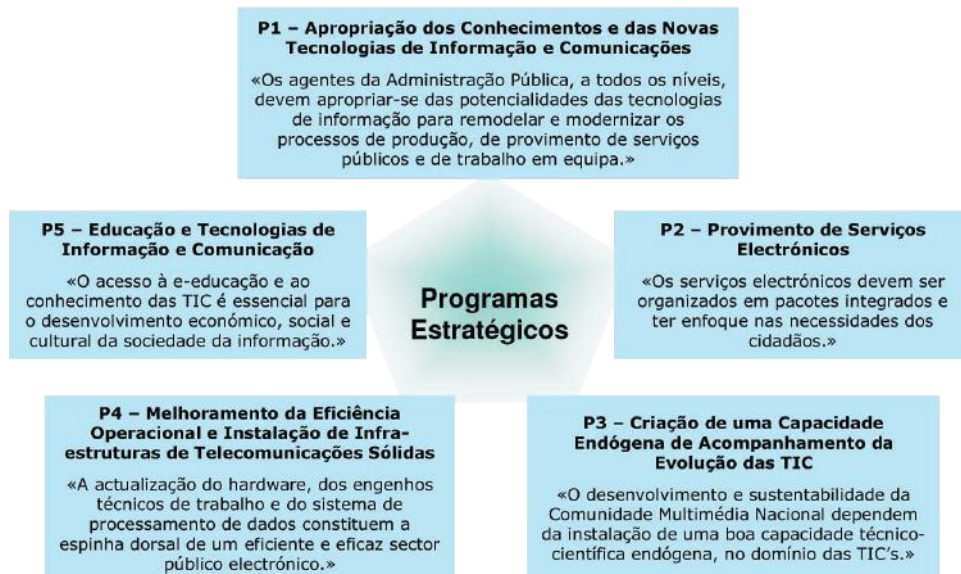 P1 – Apropriação dos Conhecimentos e das Novas
Tecnologias de Informação e Comunicações
«Os agentes da Administração Pública, a todos os níveis,
devem apropriar-se das potencialidades das tecnologias
de informação para remodelar e modernizar os
processos de produção, de provimento de serviços
públicos e de trabalho em equipa.»
P5 – Educação e Tecnologias de
Informação e Comunicação
«O acesso à e-educação e ao
conhecimento das TIC é essencial para
o desenvolvimento económico, social e
cultural da sociedade da informação.»
Programas
Estratégicos
P2 – Provimento de Serviços
Electrónicos
«Os serviços electrónicos devem ser
organizados em pacotes integrados e
ter enfoque nas necessidades dos
cidadãos.»
P4 – Melhoramento da Eficiência
Operacional e Instalação de Infra-
estruturas de Telecomunicações Sólidas
«A actualização do hardware, dos engenhos
técnicos de trabalho e do sistema de
processamento de dados constituem a
espinha dorsal de um eficiente e eficaz sector
público electrónico.»
P3 – Criação de uma Capacidade
Endógena de Acompanhamento da
Evolução das TIC
«O desenvolvimento e sustentabilidade da
Comunidade Multimédia Nacional dependem
da instalação de uma boa capacidade técnico-
científica endógena, no domínio das TIC's.»